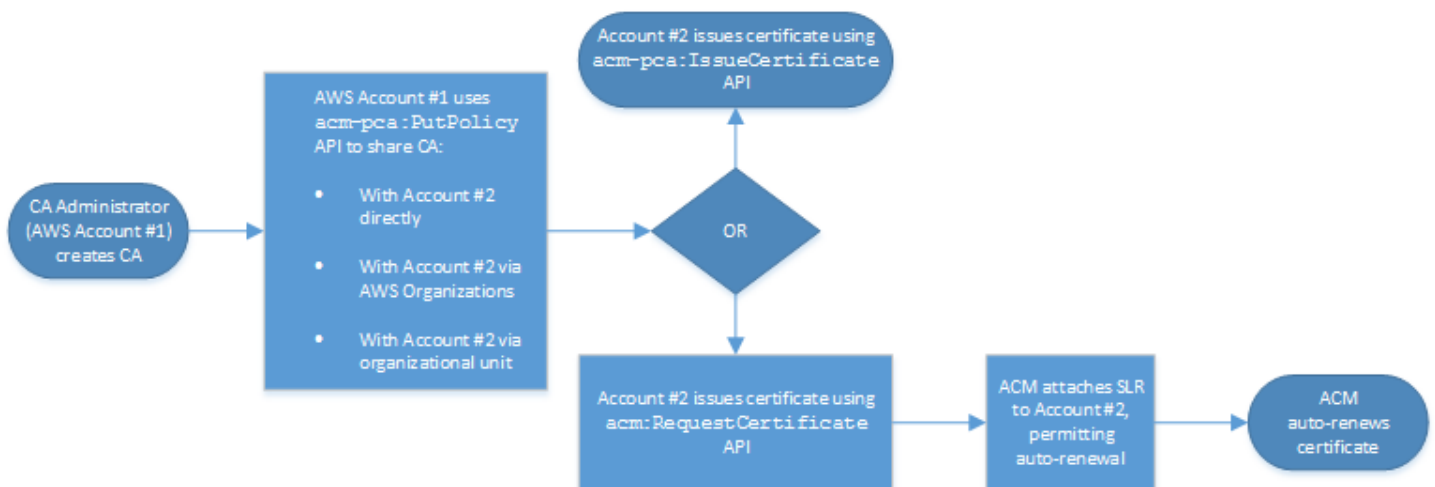 CA Administrator
(AWS Account #1)
creates CA
AWS Account #1 uses
acm-pca:PutPolicy
API to share CA:
• With Account #2
directly
• With Account #2 via
AWS Organizations
• With Account #2 via
organizational unit
OR
Account #2 issues certificate using
acm-pca:IssueCertificate
API
Account #2 issues certificate using
acm:RequestCertificate
API
ACM attaches SLR
to Account #2,
permitting
auto-renewal
ACM
auto-renews
certificate